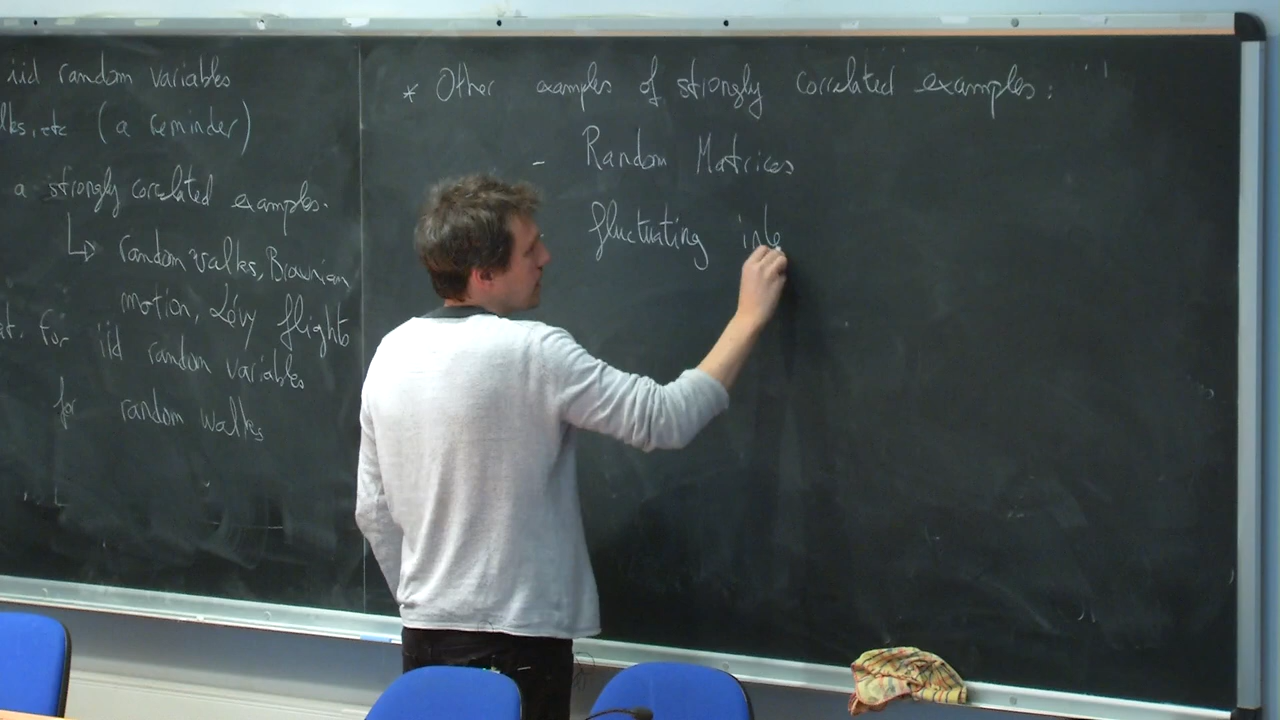 iid random variables
lks, etc (a reminder)
a strongly correlated examples.
↳ random walks, Brownian
motion, Lévy flights
at. for iid random variables
for random walks
* Other examples of strongly correlated examples:
- Random Matrices
- fluctuating inte